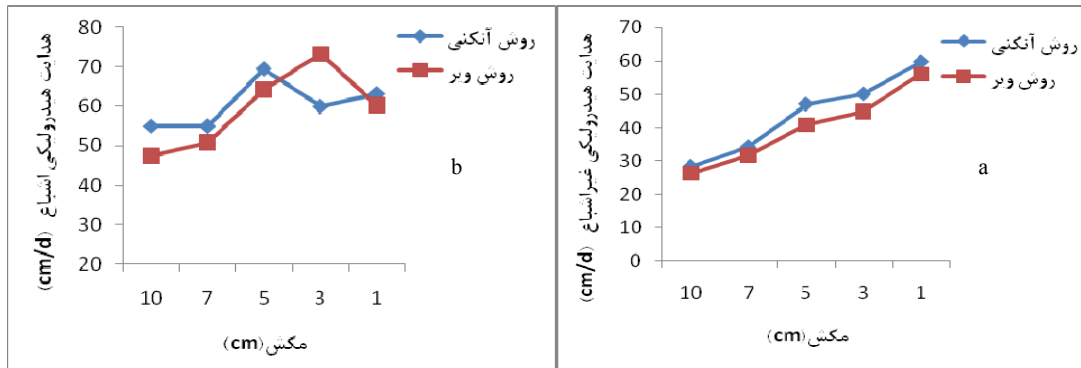 هدایت هیدرولیکی اشباع (cm/d)
80
70
60
50
40
30
20
10 7 5 3 1
مکش(cm)
روش آنکنی
روش وبر
b
هدایت هیدرولیکی غیراشباع (cm/d)
70
60
50
40
30
20
10
0
10 7 5 3 1
مکش(cm)
روش آنکنی
روش وبر
a